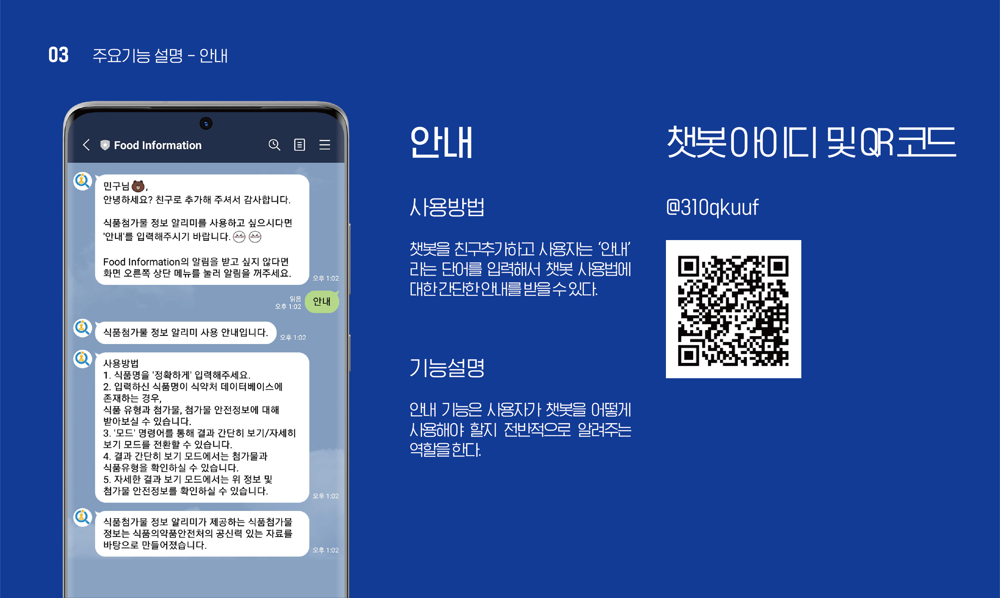 03 주요기능 설명 - 안내
Food Information
민구님,
안녕하세요? 친구로 추가해 주셔서 감사합니다.
식품첨가물 정보 알리미를 사용하고 싶으시다면
'안내'를 입력해주시기 바랍니다.
Food Information의 알림을 받고 싶지 않다면
화면 오른쪽 상단 메뉴를 눌러 알림을 꺼주세요.
오후 1:02
읽음
오후 1:02
안내
식품첨가물 정보 알리미 사용 안내입니다.
오후 1:02
사용방법
1. 식품명을 '정확하게' 입력해주세요.
2. 입력하신 식품명이 식약처 데이터베이스에
존재하는 경우,
식품 유형과 첨가물, 첨가물 안전정보에 대해
받아보실 수 있습니다.
3. '모드' 명령어를 통해 결과 간단히 보기/자세히
보기 모드를 전환할 수 있습니다.
4. 결과 간단히 보기 모드에서는 첨가물과
식품유형을 확인하실 수 있습니다.
5. 자세한 결과 보기 모드에서는 위 정보 및
첨가물 안전정보를 확인하실 수 있습니다.
오후 1:02
식품첨가물 정보 알리미가 제공하는 식품첨가물
정보는 식품의약품안전처의 공신력 있는 자료를
바탕으로 만들어졌습니다.
오후 1:02
안내
사용방법
챗봇을 친구추가하고 사용자는 ‘안내’
라는 단어를 입력해서 챗봇 사용법에
대한 간단한 안내를 받을 수 있다.
기능설명
안내 기능은 사용자가 챗봇을 어떻게
사용해야 할지 전반적으로 알려주는
역할을 한다.
챗봇 아이디 및 QR 코드
@310qkuuf